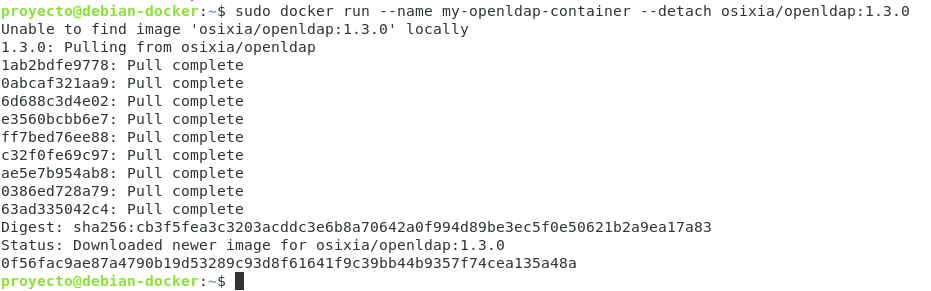 proyecto@debian-docker:~$ sudo docker run --name my-openldap-container --detach osixia/openldap:1.3.0
Unable to find image 'osixia/openldap:1.3.0' locally
1.3.0: Pulling from osixia/openldap
1ab2bdfe9778: Pull complete
0abcaf321aa9: Pull complete
6d688c3d4e02: Pull complete
e3560bcbb6e7: Pull complete
ff7bed76ee88: Pull complete
c32f0fe69c97: Pull complete
ae5e7b954ab8: Pull complete
0386ed728a79: Pull complete
63ad335042c4: Pull complete
Digest: sha256:cb3f5fea3c3203acddc3e6b8a70642a0f994d89be3ec5f0e50621b2a9ea17a83
Status: Downloaded newer image for osixia/openldap:1.3.0
0f56fac9ae87a4790b19d53289c93d8f61641f9c39bb44b9357f74cea135a48a
proyecto@debian-docker:~$